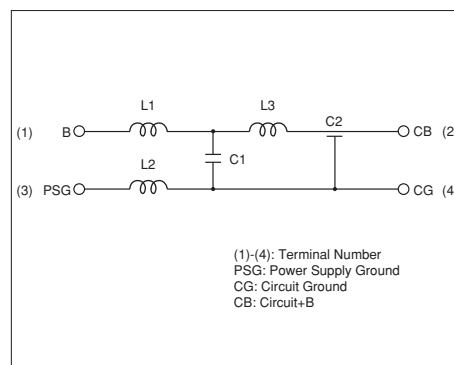 L1
L3
C2
(1)
B
CB
(2
C1
L2
(3)
PSG
CG
(4
(1)-(4): Terminal Number
PSG: Power Supply Ground
CG: Circuit Ground
CB: Circuit+B